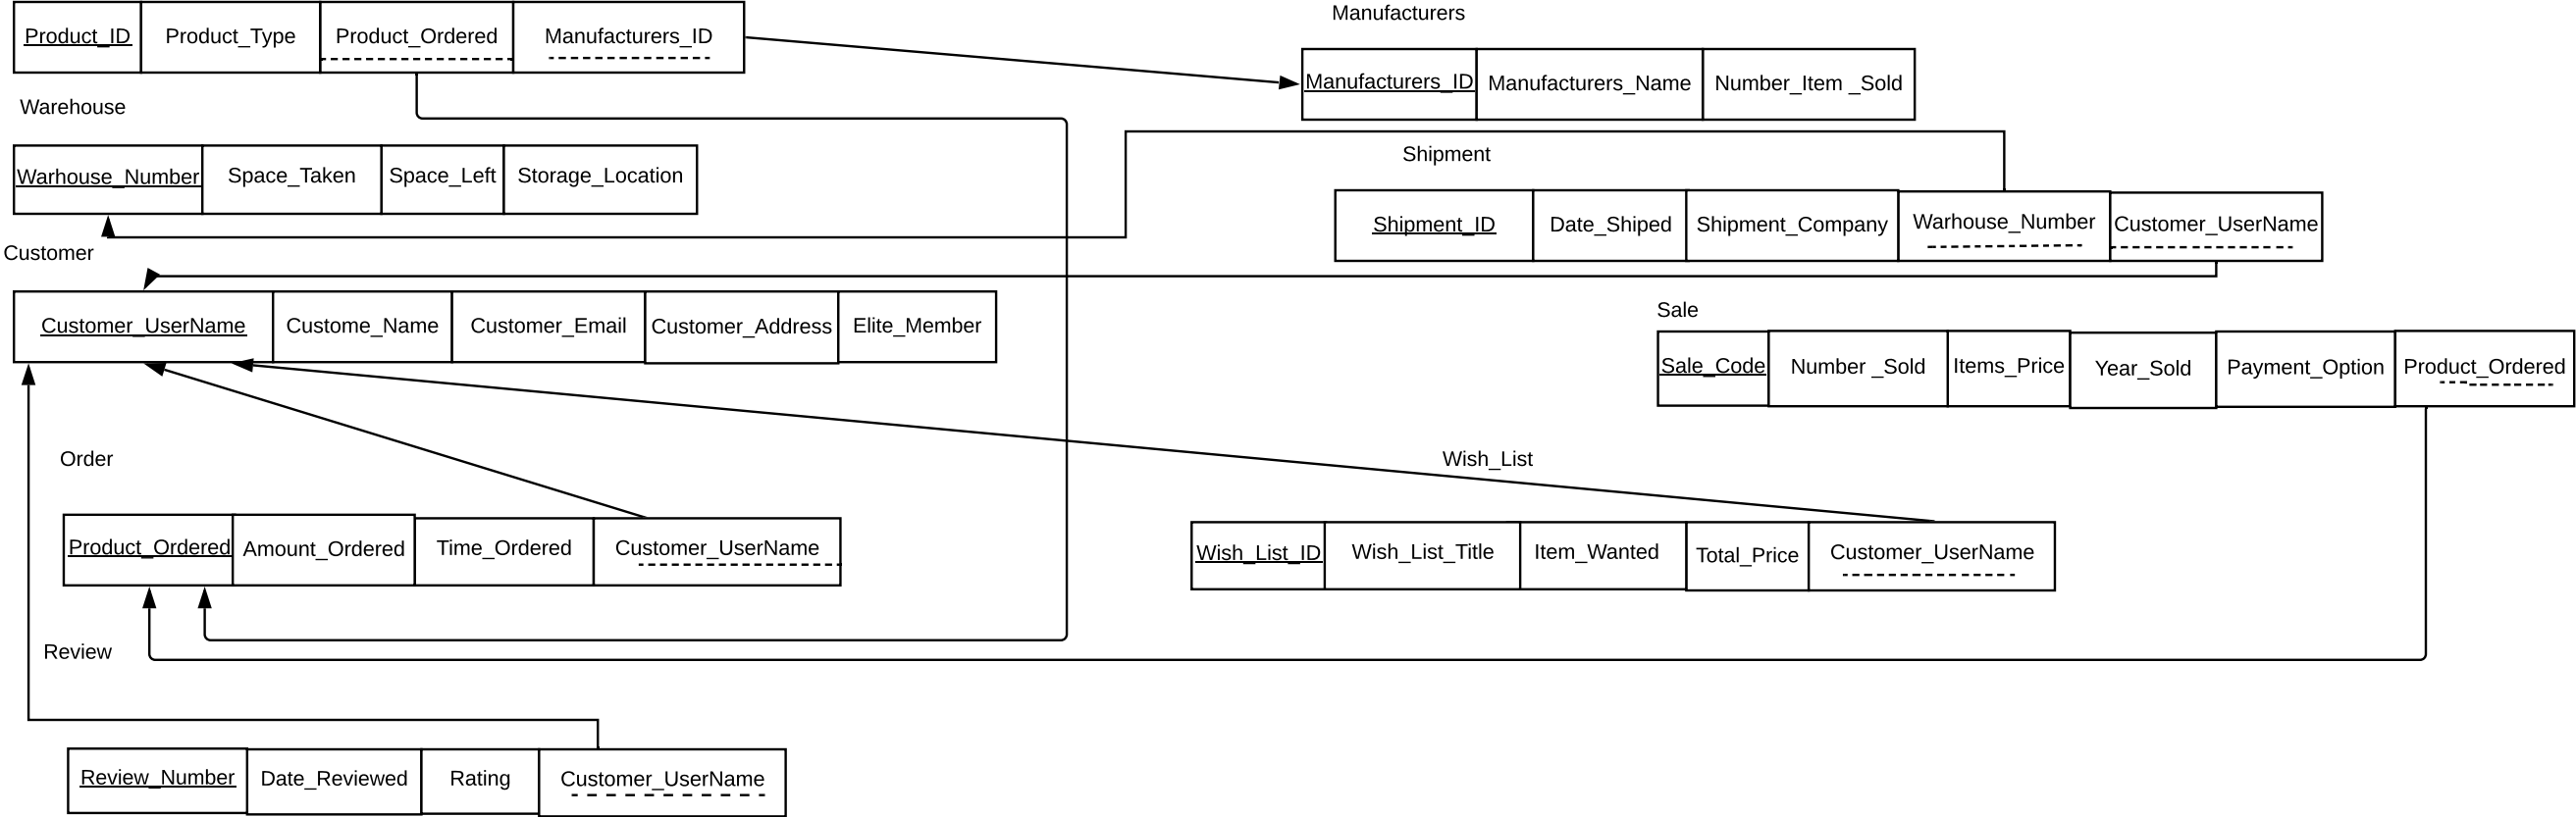 Product_ID Product_Type Product_Ordered Manufacturers_ID
Manufacturers
Manufacturers_ID Manufacturers_Name Number_Item _Sold
Warehouse
Warhouse_Number Space_Taken Space_Left Storage_Location
Shipment
Shipment_ID Date_Shiped Shipment_Company Warhouse_Number Customer_UserName
Customer
Customer_UserName Custome_Name Customer_Email Customer_Address Elite_Member
Sale
Sale_Code Number _Sold Items_Price Year_Sold Payment_Option Product_Ordered
Order
Product_Ordered Amount_Ordered Time_Ordered Customer_UserName
Wish_List
Wish_List_ID Wish_List_Title Item_Wanted Total_Price Customer_UserName
Review
Review_Number Date_Reviewed Rating Customer_UserName